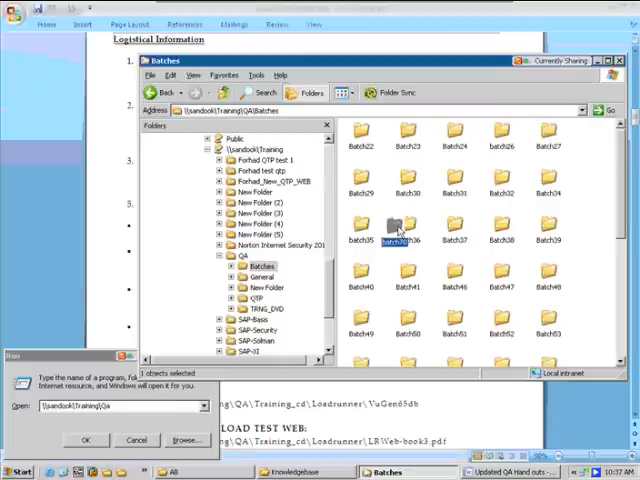 Home Insert Page Layout References Mailings Review View
Logistical Information
1.
2.
3.
5.
Batches
Currently Sharing
File Edit View Favorites Tools Help
Back Search Folders Folder Sync
Address \\sandook\Training\QA\Batches Go
Folders
Public
\\sandook\Training
Forhad QTP test 1
Forhad test qtp
Forhad_New_QTP_WEB
New Folder
New Folder (2)
New Folder (3)
New Folder (4)
New Folder (5)
Norton Internet Security 201
QA
Batches
General
New Folder
QTP
TRNG_DVD
SAP-Basis
SAP-Security
SAP-Solman
SAP-XI
Batch22 Batch23 Batch24 batch26 Batch27
Batch29 Batch30 Batch31 Batch32 Batch34
batch35 Batch37 Batch38 Batch39
Batch40 Batch41 Batch46 Batch47 Batch48
Batch49 Batch50 Batch51 Batch52 Batch53
1 objects selected Local intranet
Run
Type the name of a program, fol
Internet resource, and Windows will open it for you.
Open: \\sandook\Training\Qa
OK Cancel Browse...
g\QA\Training_cd\Loadrunner\VuGen65db
LOAD TEST WEB:
g\QA\Training_cd\Loadrunner\LRWeb-book3.pdf
90%
Start AB Knowledgebase Batches Updated QA Hand outs -... 10:37 AM